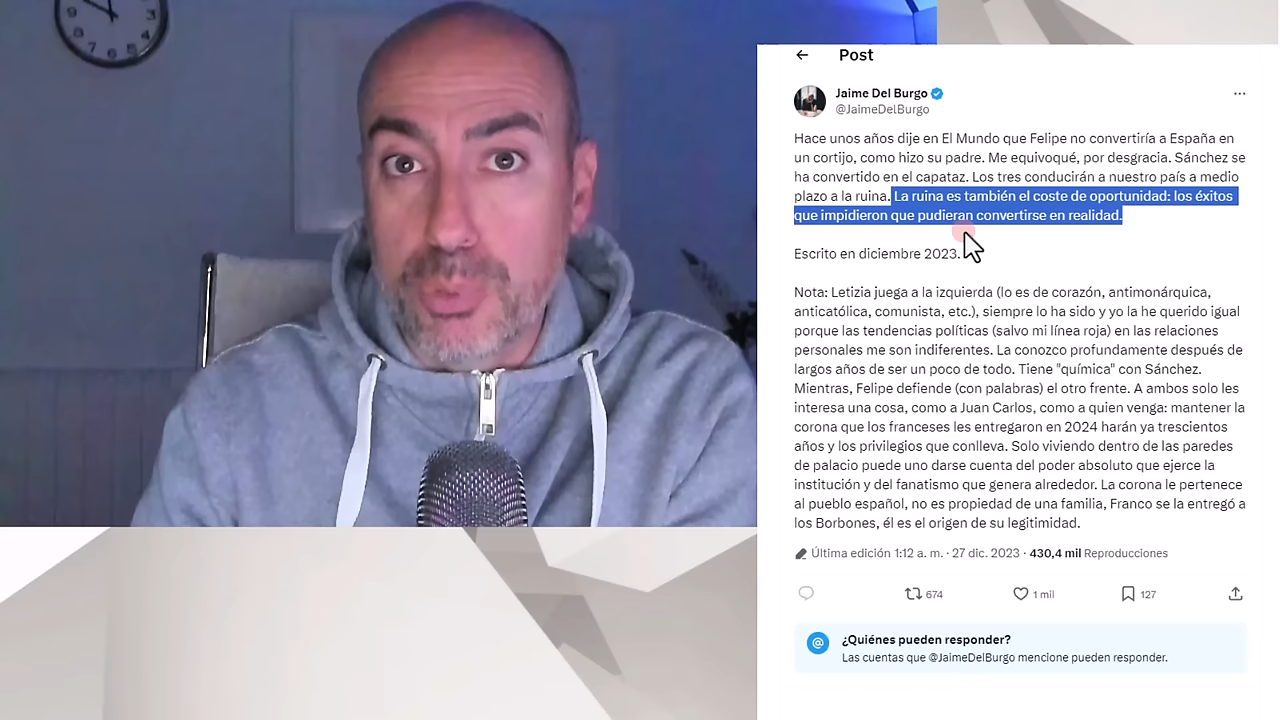 Post
Jaime Del Burgo
@JaimeDelBurgo
Hace unos años dije en El Mundo que Felipe no convertiría a España en
un cortijo, como hizo su padre. Me equivoqué, por desgracia. Sánchez se
ha convertido en el capataz. Los tres conducirán a nuestro país a medio
plazo a la ruina. La ruina es también el coste de oportunidad: los éxitos
que impidieron que pudieran convertirse en realidad.
Escrito en diciembre 2023.
Nota: Letizia juega a la izquierda (lo es de corazón, antimonárquica,
anticatólica, comunista, etc.), siempre lo ha sido y yo la he querido igual
porque las tendencias políticas (salvo mi línea roja) en las relaciones
personales me son indiferentes. La conozco profundamente después de
largos años de ser un poco de todo. Tiene "química" con Sánchez.
Mientras, Felipe defiende (con palabras) el otro frente. A ambos solo les
interesa una cosa, como a Juan Carlos, como a quien venga: mantener la
corona que los franceses les entregaron en 2024 harán ya trescientos
años y los privilegios que conlleva. Solo viviendo dentro de las paredes
de palacio puede uno darse cuenta del poder absoluto que ejerce la
institución y del fanatismo que genera alrededor. La corona le pertenece
al pueblo español, no es propiedad de una familia, Franco se la entregó a
los Borbones, él es el origen de su legitimidad.
Última edición 1:12 a. m. · 27 dic. 2023 · 430,4 mil Reproducciones
674 1 mil 127
¿Quiénes pueden responder?
Las cuentas que @JaimeDelBurgo mencione pueden responder.